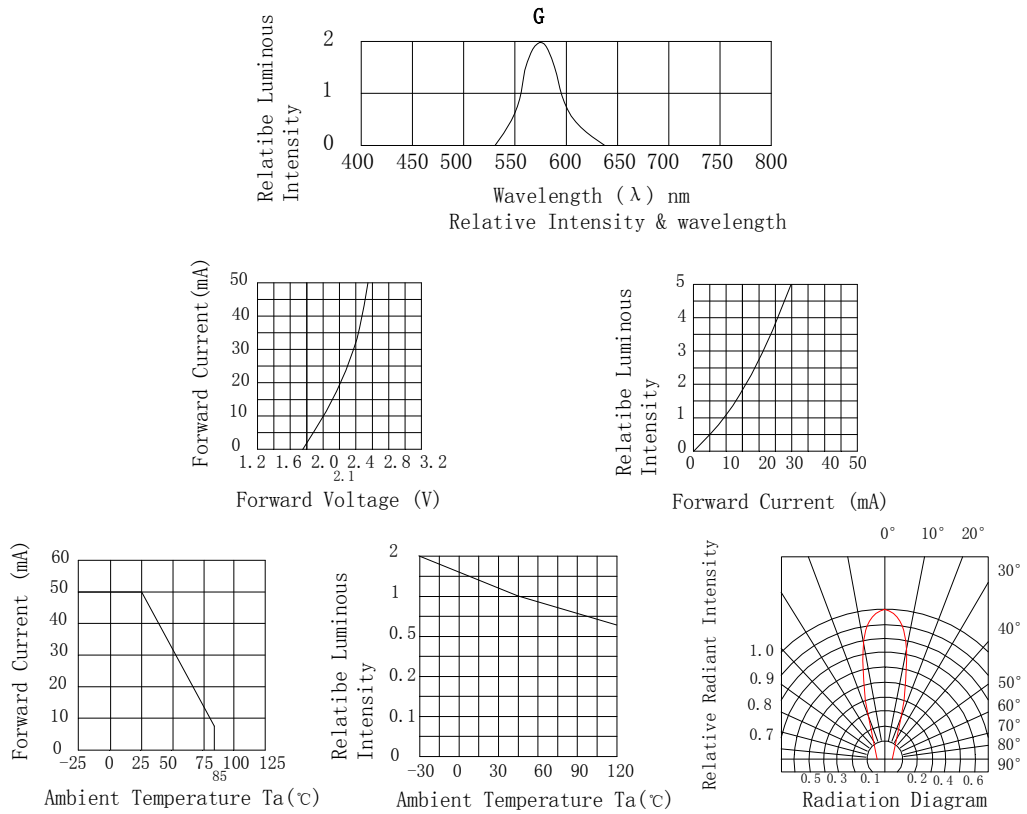 G
Relatibe Luminous
Intensity
2
1
0
400 450 500 550 600 650 700 750 800
Wavelength (λ) nm
Relative Intensity & wavelength
Forward Current(mA)
50
40
30
20
10
0
1.2 1.6 2.0 2.4 2.8 3.2
2.1
Forward Voltage (V)
Relatibe Luminous
Intensity
5
4
3
2
1
0
0 10 20 30 40 50
Forward Current (mA)
Forward Current (mA)
60
50
40
30
20
10
0
-25 0 25 50 75 100 125
85
Ambient Temperature Ta(℃)
Relatibe Luminous
Intensity
2
1
0.5
0.2
0.1
0
-30 0 30 60 90 120
Ambient Temperature Ta(℃)
Relative Radiant Intensity
0° 10° 20°
30°
40°
50°
60°
70°
80°
90°
1.0
0.9
0.8
0.7
0.5 0.3 0.1 0.2 0.4 0.6
Radiation Diagram